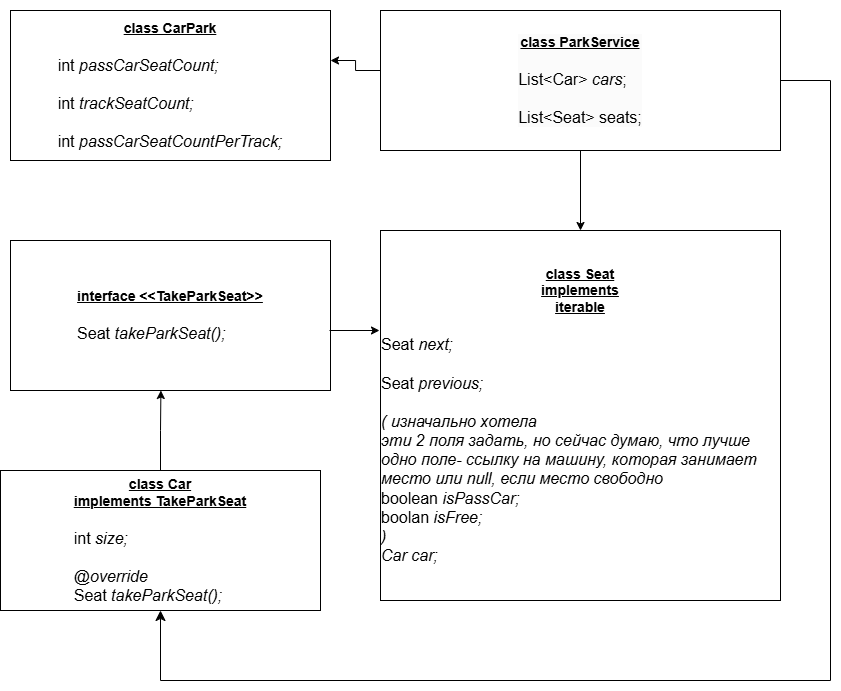 class CarPark
int passCarSeatCount;
int trackSeatCount;
int passCarSeatCountPerTrack;
class ParkService
List<Car> cars;
List<Seat> seats;
interface <<TakeParkSeat>>
Seat takeParkSeat();
class Seat
implements
iterable
Seat next;
Seat previous;
( изначально хотела
эти 2 поля задать, но сейчас думаю, что лучше
одно поле- ссылку на машину, которая занимает
место или null, если место свободно
boolean isPassCar;
boolan isFree;
)
Car car;
class Car
implements TakeParkSeat
int size;
@override
Seat takeParkSeat();